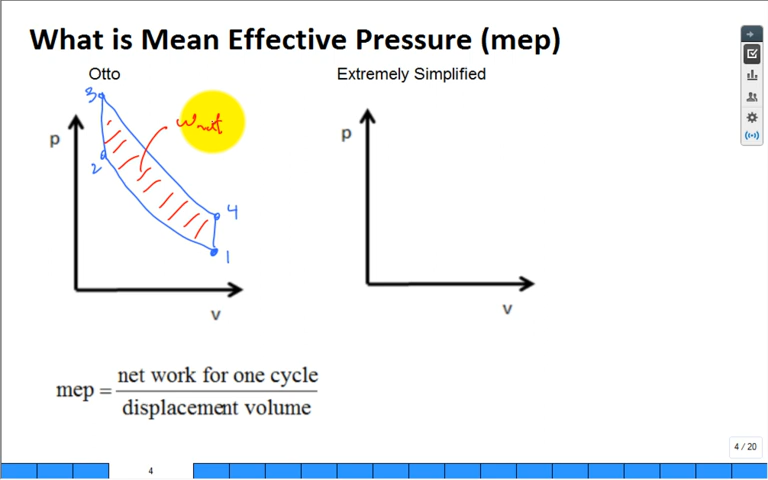 What is Mean Effective Pressure (mep)
Otto
Extremely Simplified
3
Wnet
p
p
2
4
1
v
v
mep = net work for one cycle
displacement volume
4 / 20
4